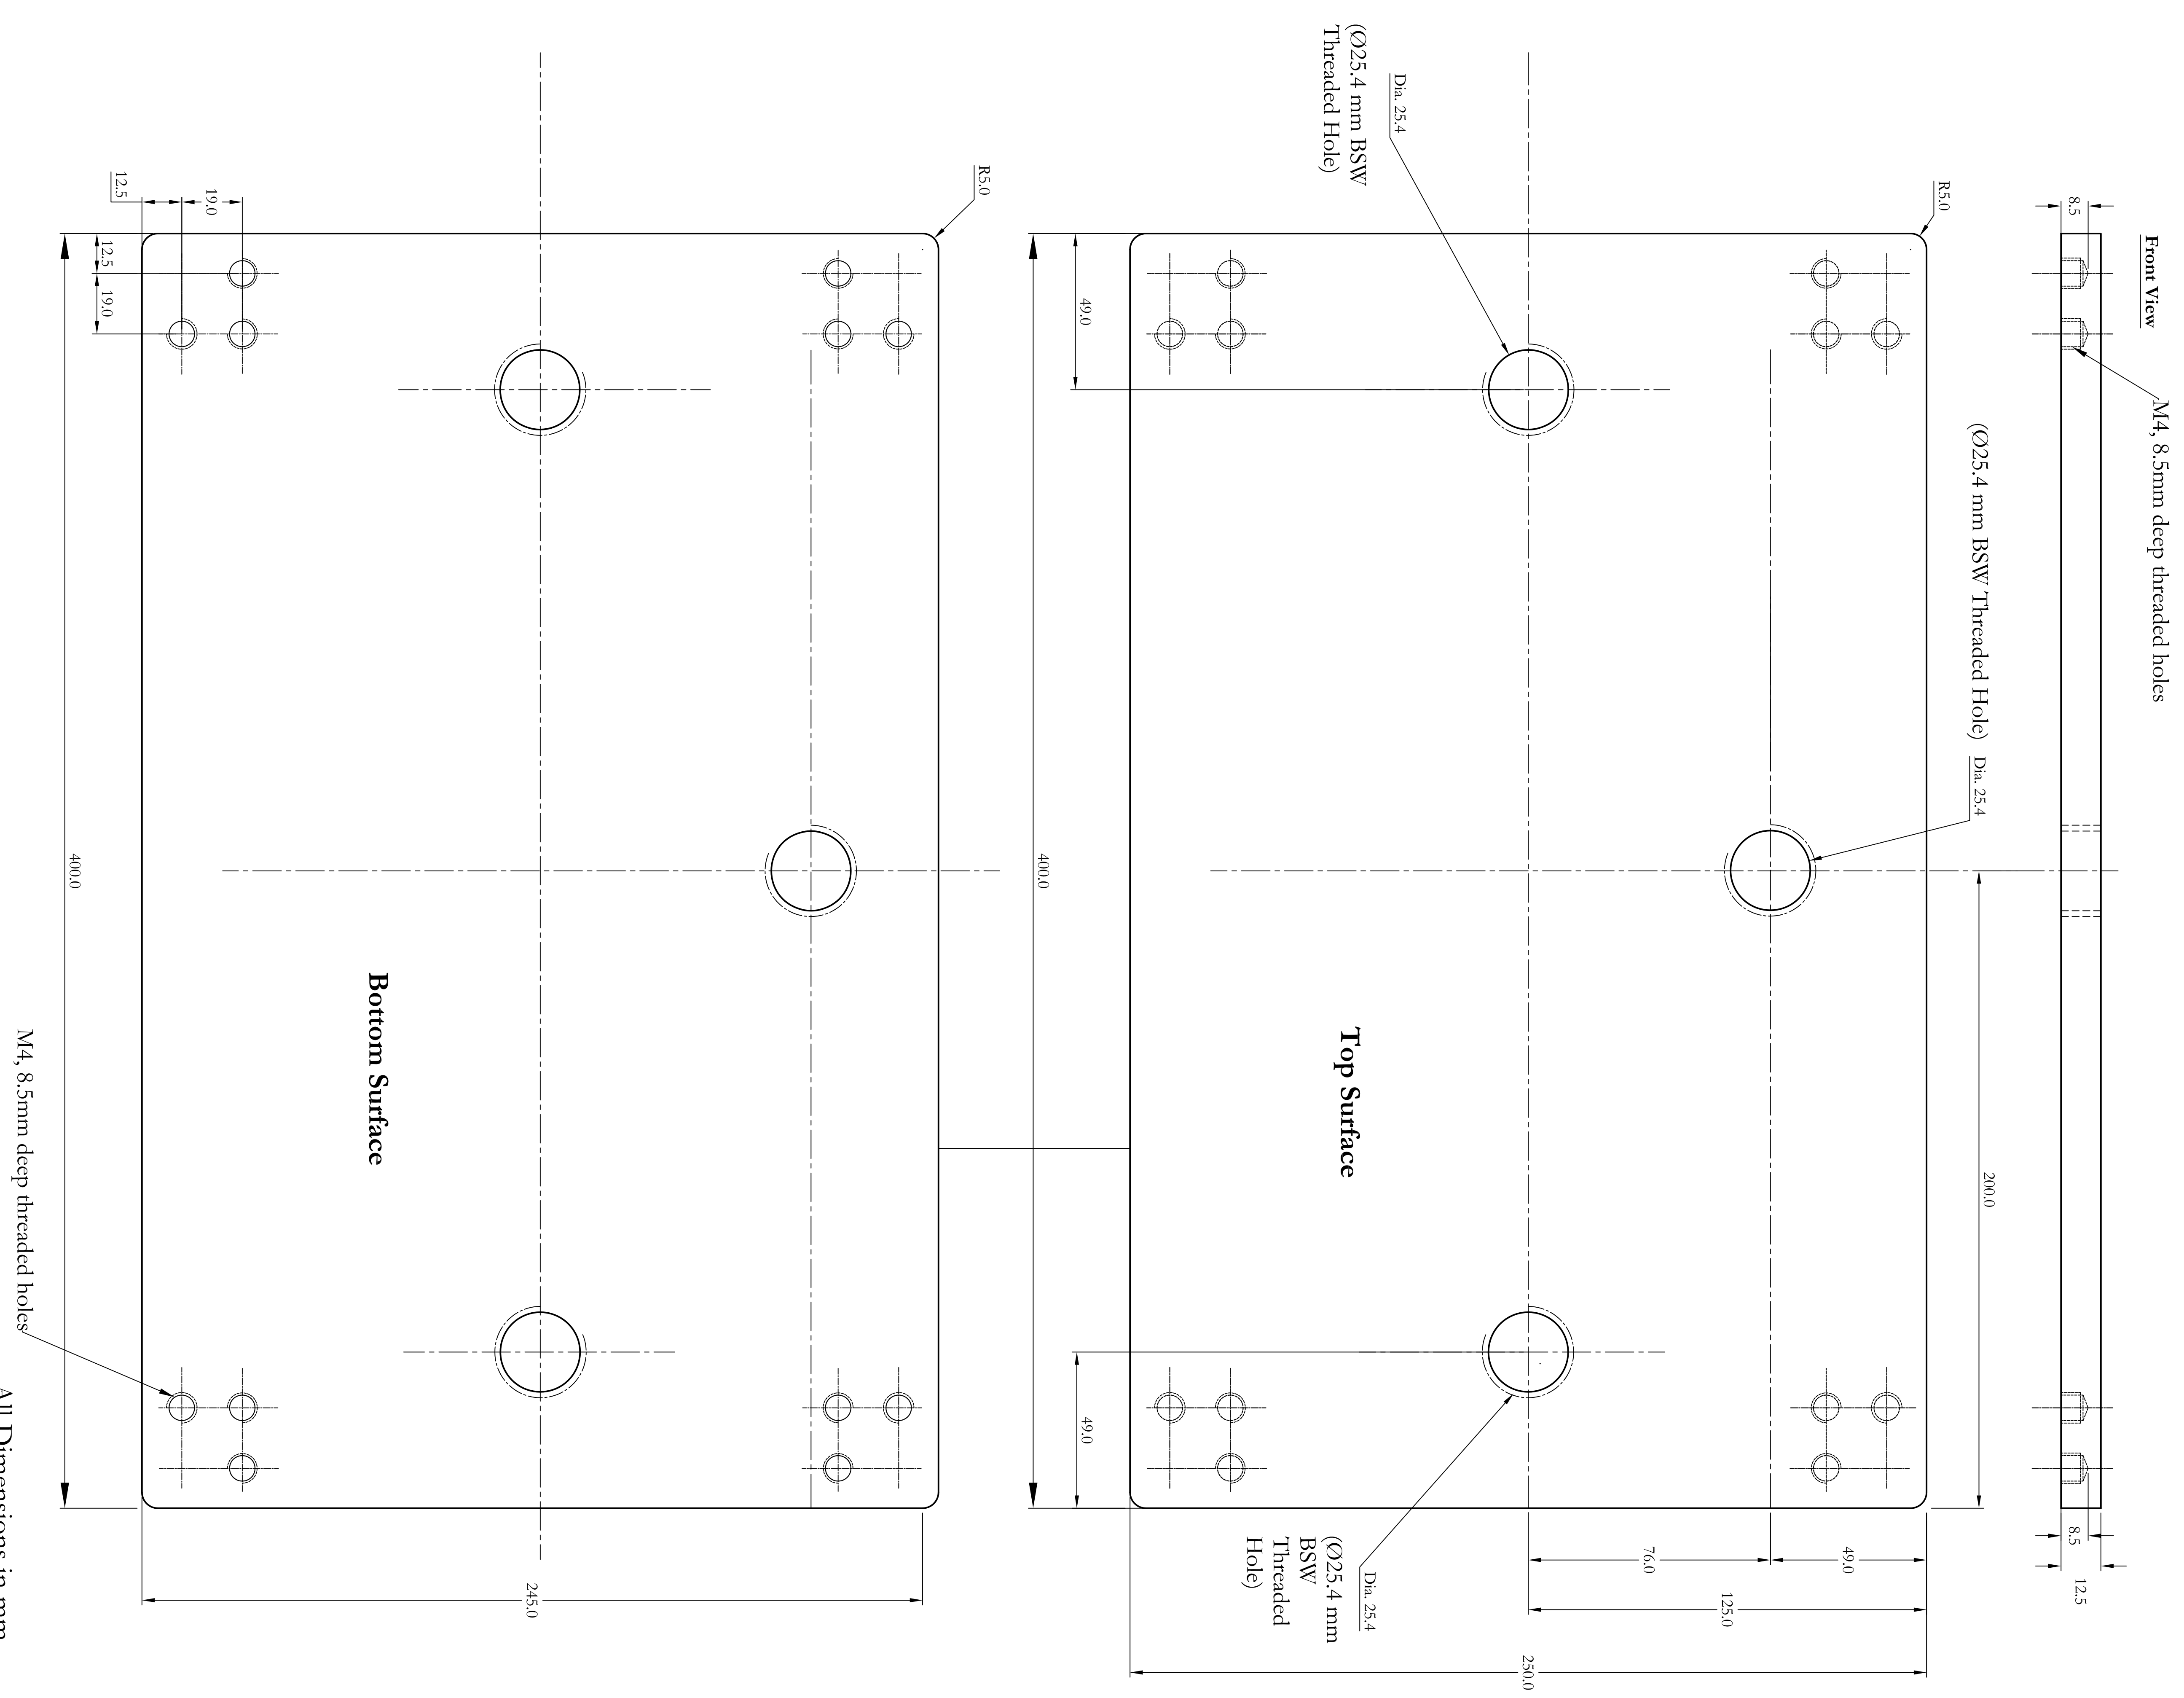 Front View
M4, 8.5mm deep threaded holes
8.5
8.5
12.5
R5.0
(Ø25.4 mm BSW Threaded Hole)
Dia. 25.4
200.0
49.0
76.0
125.0
250.0
Dia. 25.4
(Ø25.4 mm BSW
Threaded Hole)
Top Surface
Dia. 25.4
(Ø25.4 mm
BSW
Threaded
Hole)
49.0
49.0
400.0
R5.0
Bottom Surface
245.0
19.0
12.5
12.5
19.0
400.0
M4, 8.5mm deep threaded holes
All Dimensions in mm